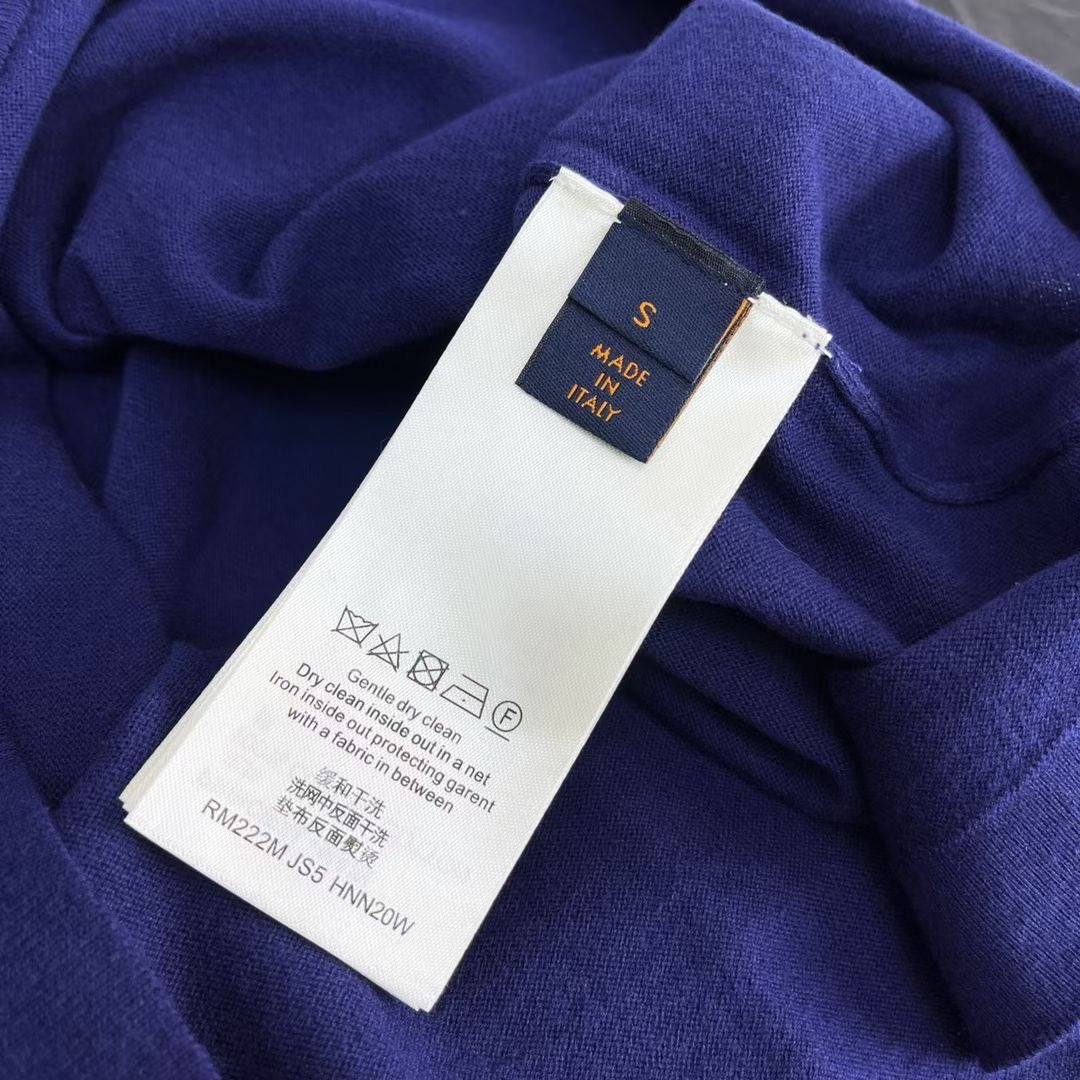 S
MADE
IN
ITALY
F
Gentle dry clean
Dry clean inside out in a net
Iron inside out protecting garent
with a fabric in between
缓和干洗
洗网中反面干洗
垫布反面熨烫
RM222M JS5 HNN20W